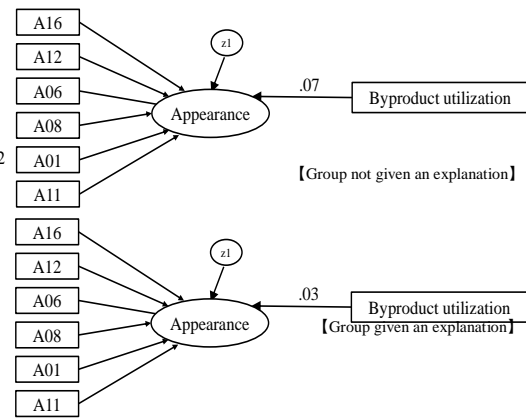 A16
z1
A12
.07
A06
Appearance
Byproduct utilization
A08
2
A01
【Group not given an explanation】
A11
A16
z1
A12
.03
A06
Appearance
Byproduct utilization
A08
【Group given an explanation】
A01
A11